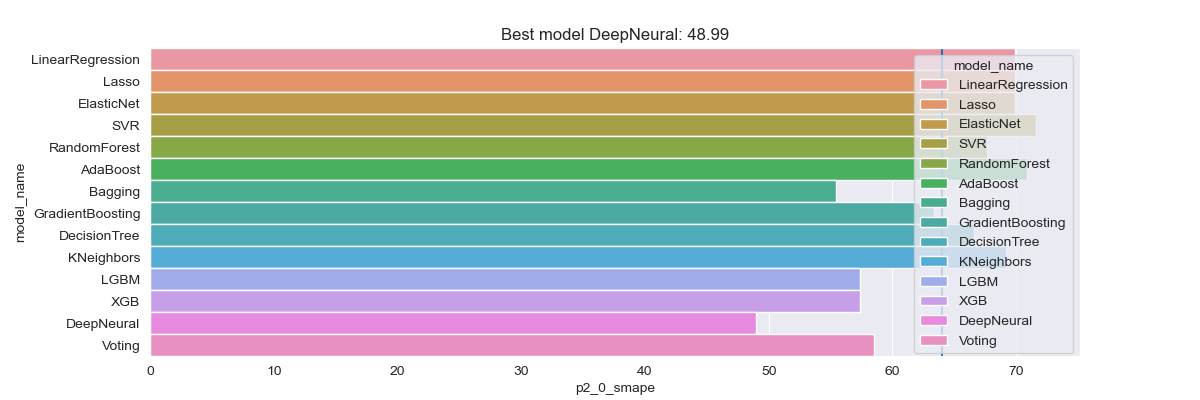 Best model DeepNeural: 48.99
model_name
LinearRegression
Lasso
ElasticNet
SVR
RandomForest
AdaBoost
Bagging
GradientBoosting
DecisionTree
KNeighbors
LGBM
XGB
DeepNeural
Voting
0 10 20 30 40 50 60 70
p2_0_smape
model_name
LinearRegression
Lasso
ElasticNet
SVR
RandomForest
AdaBoost
Bagging
GradientBoosting
DecisionTree
KNeighbors
LGBM
XGB
DeepNeural
Voting